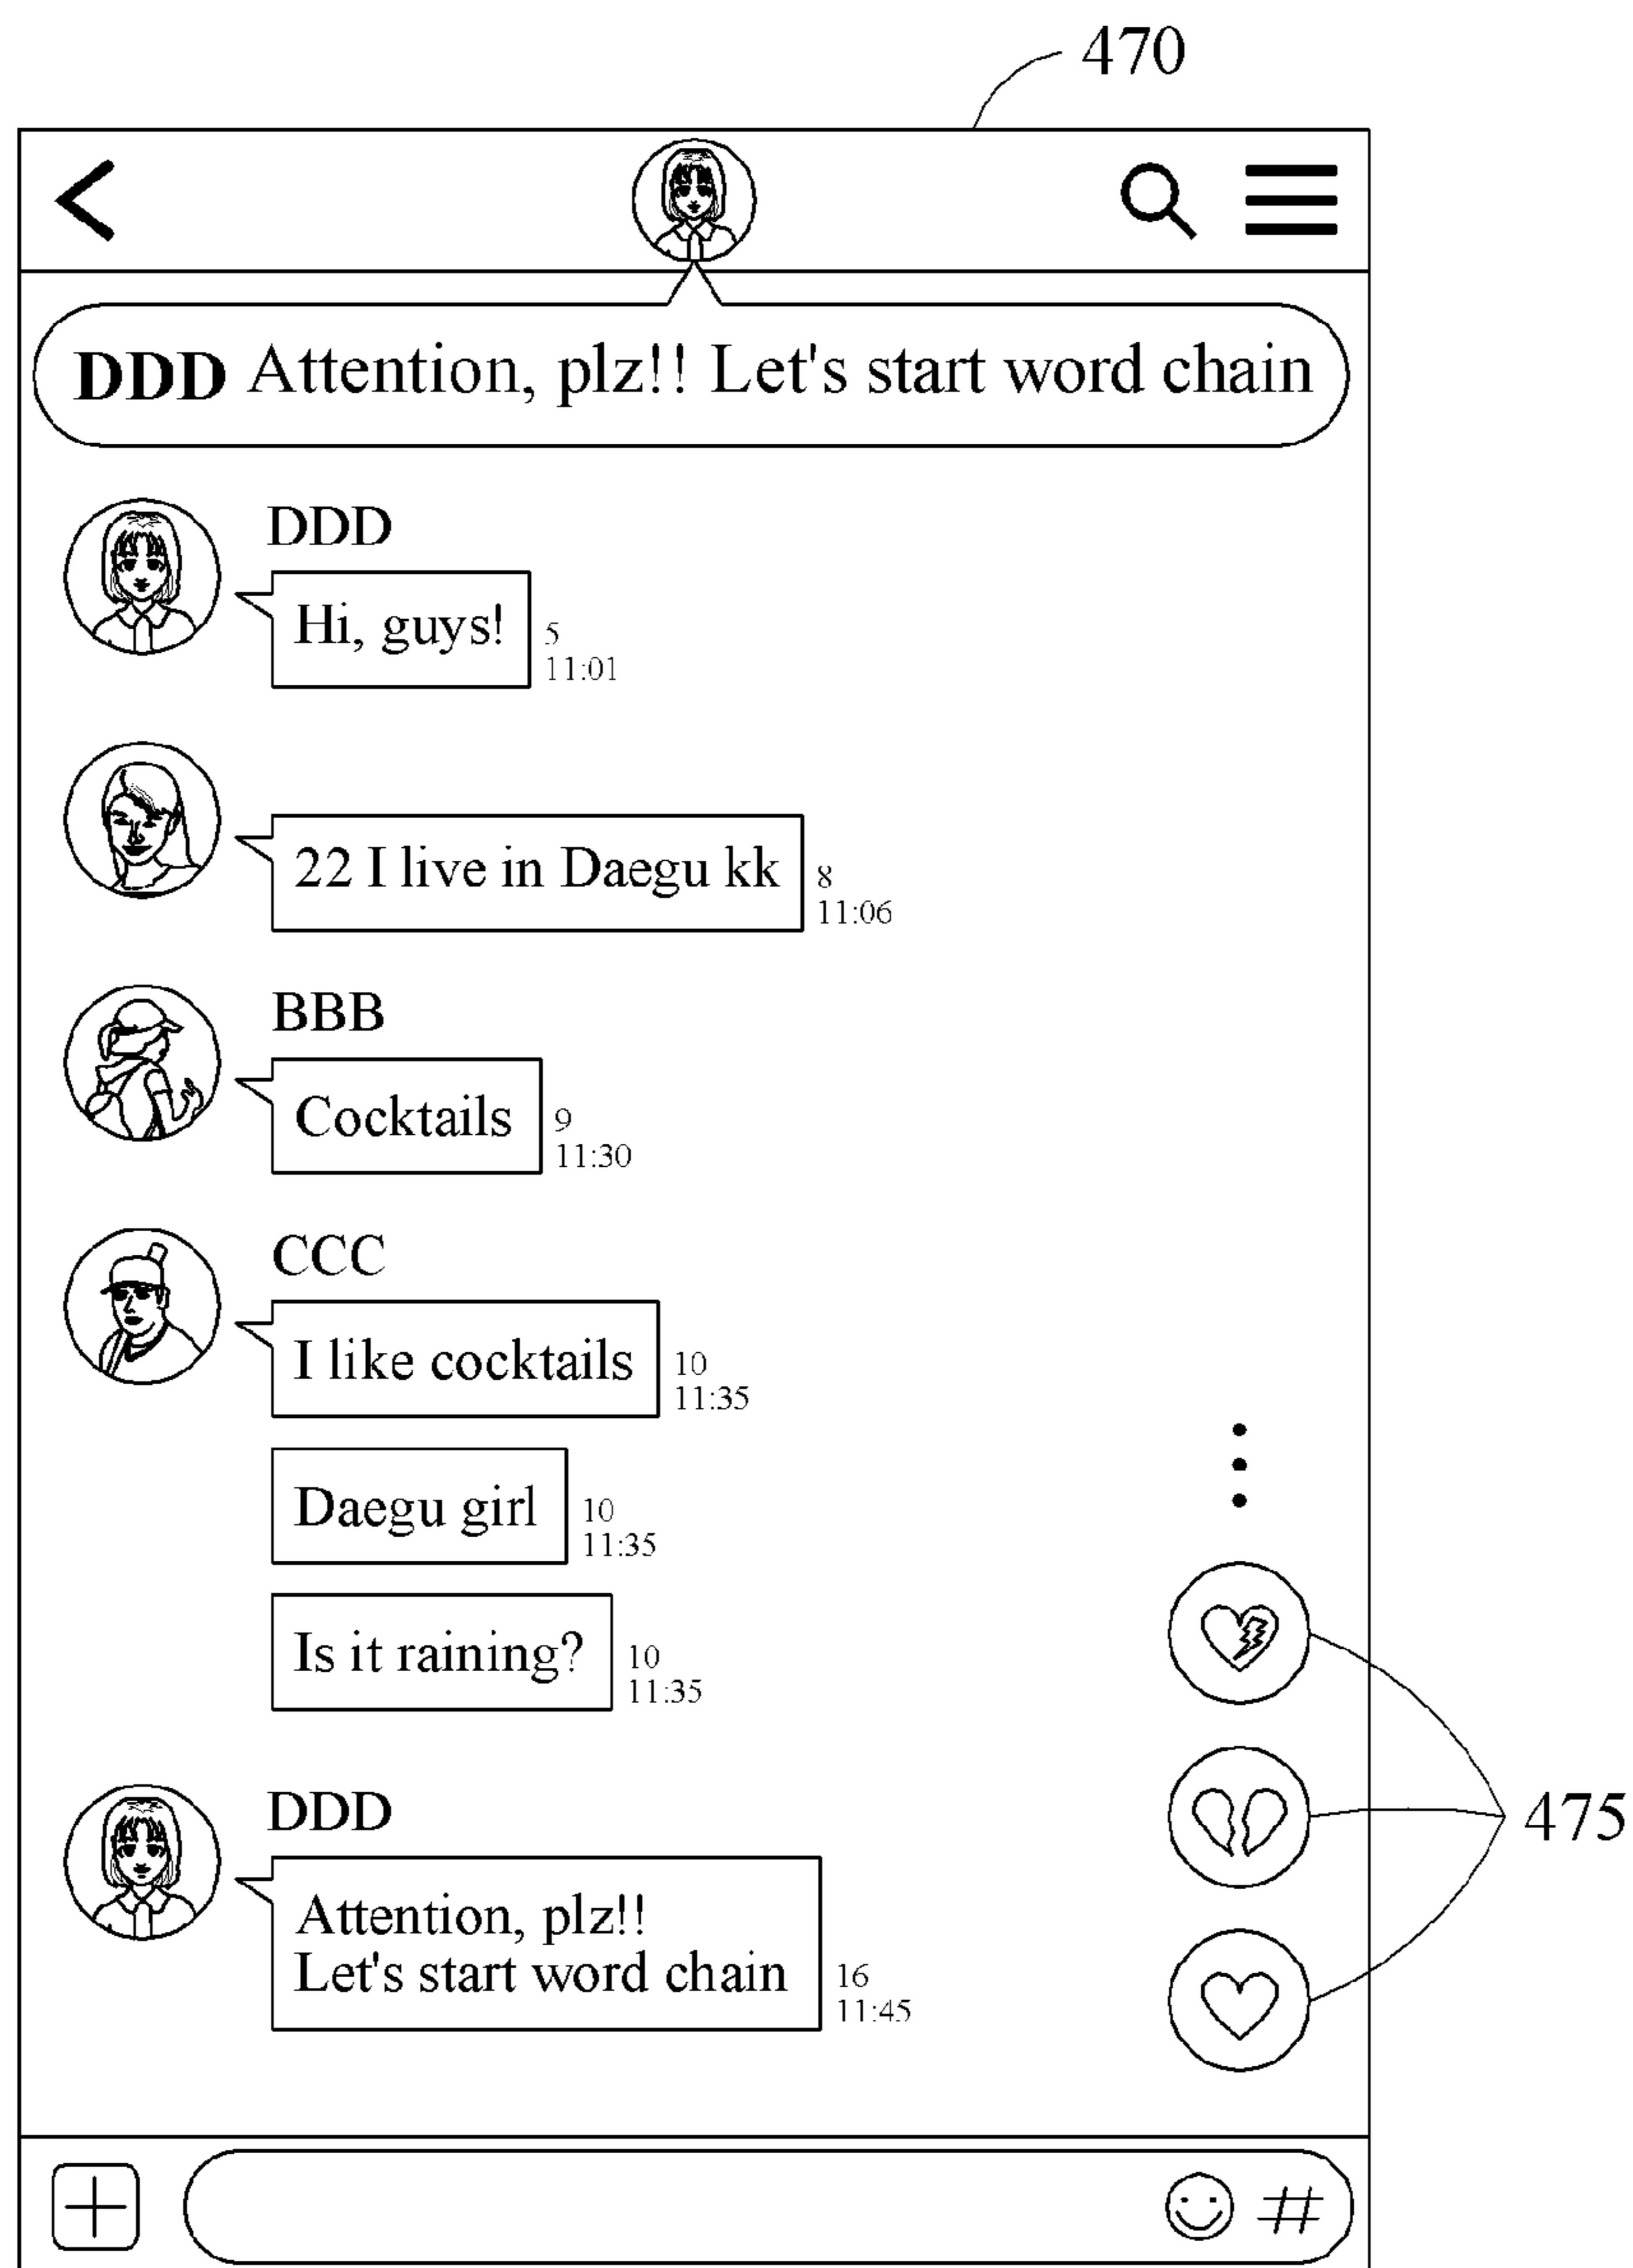 470
DDD Attention, plz!! Let's start word chain
DDD
Hi, guys!
5
11:01
22 I live in Daegu kk
8
11:06
BBB
Cocktails
9
11:30
CCC
I like cocktails
10
11:35
Daegu girl
10
11:35
Is it raining?
10
11:35
475
DDD
Attention, plz!!
Let's start word chain
16
11:45
#